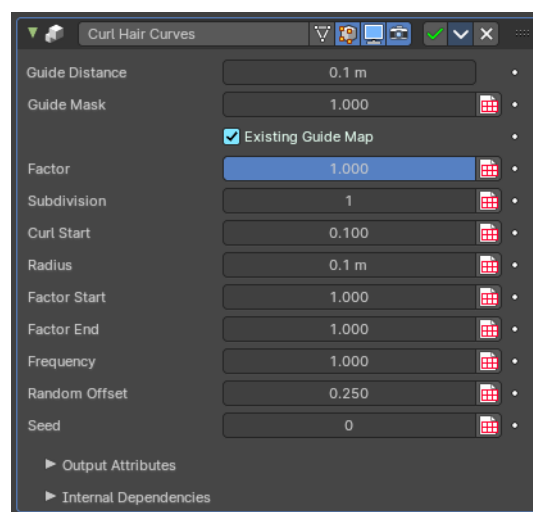 Curl Hair Curves
Guide Distance 0.1 m
Guide Mask 1.000
Existing Guide Map
Factor 1.000
Subdivision 1
Curl Start 0.100
Radius 0.1 m
Factor Start 1.000
Factor End 1.000
Frequency 1.000
Random Offset 0.250
Seed 0
Output Attributes
Internal Dependencies